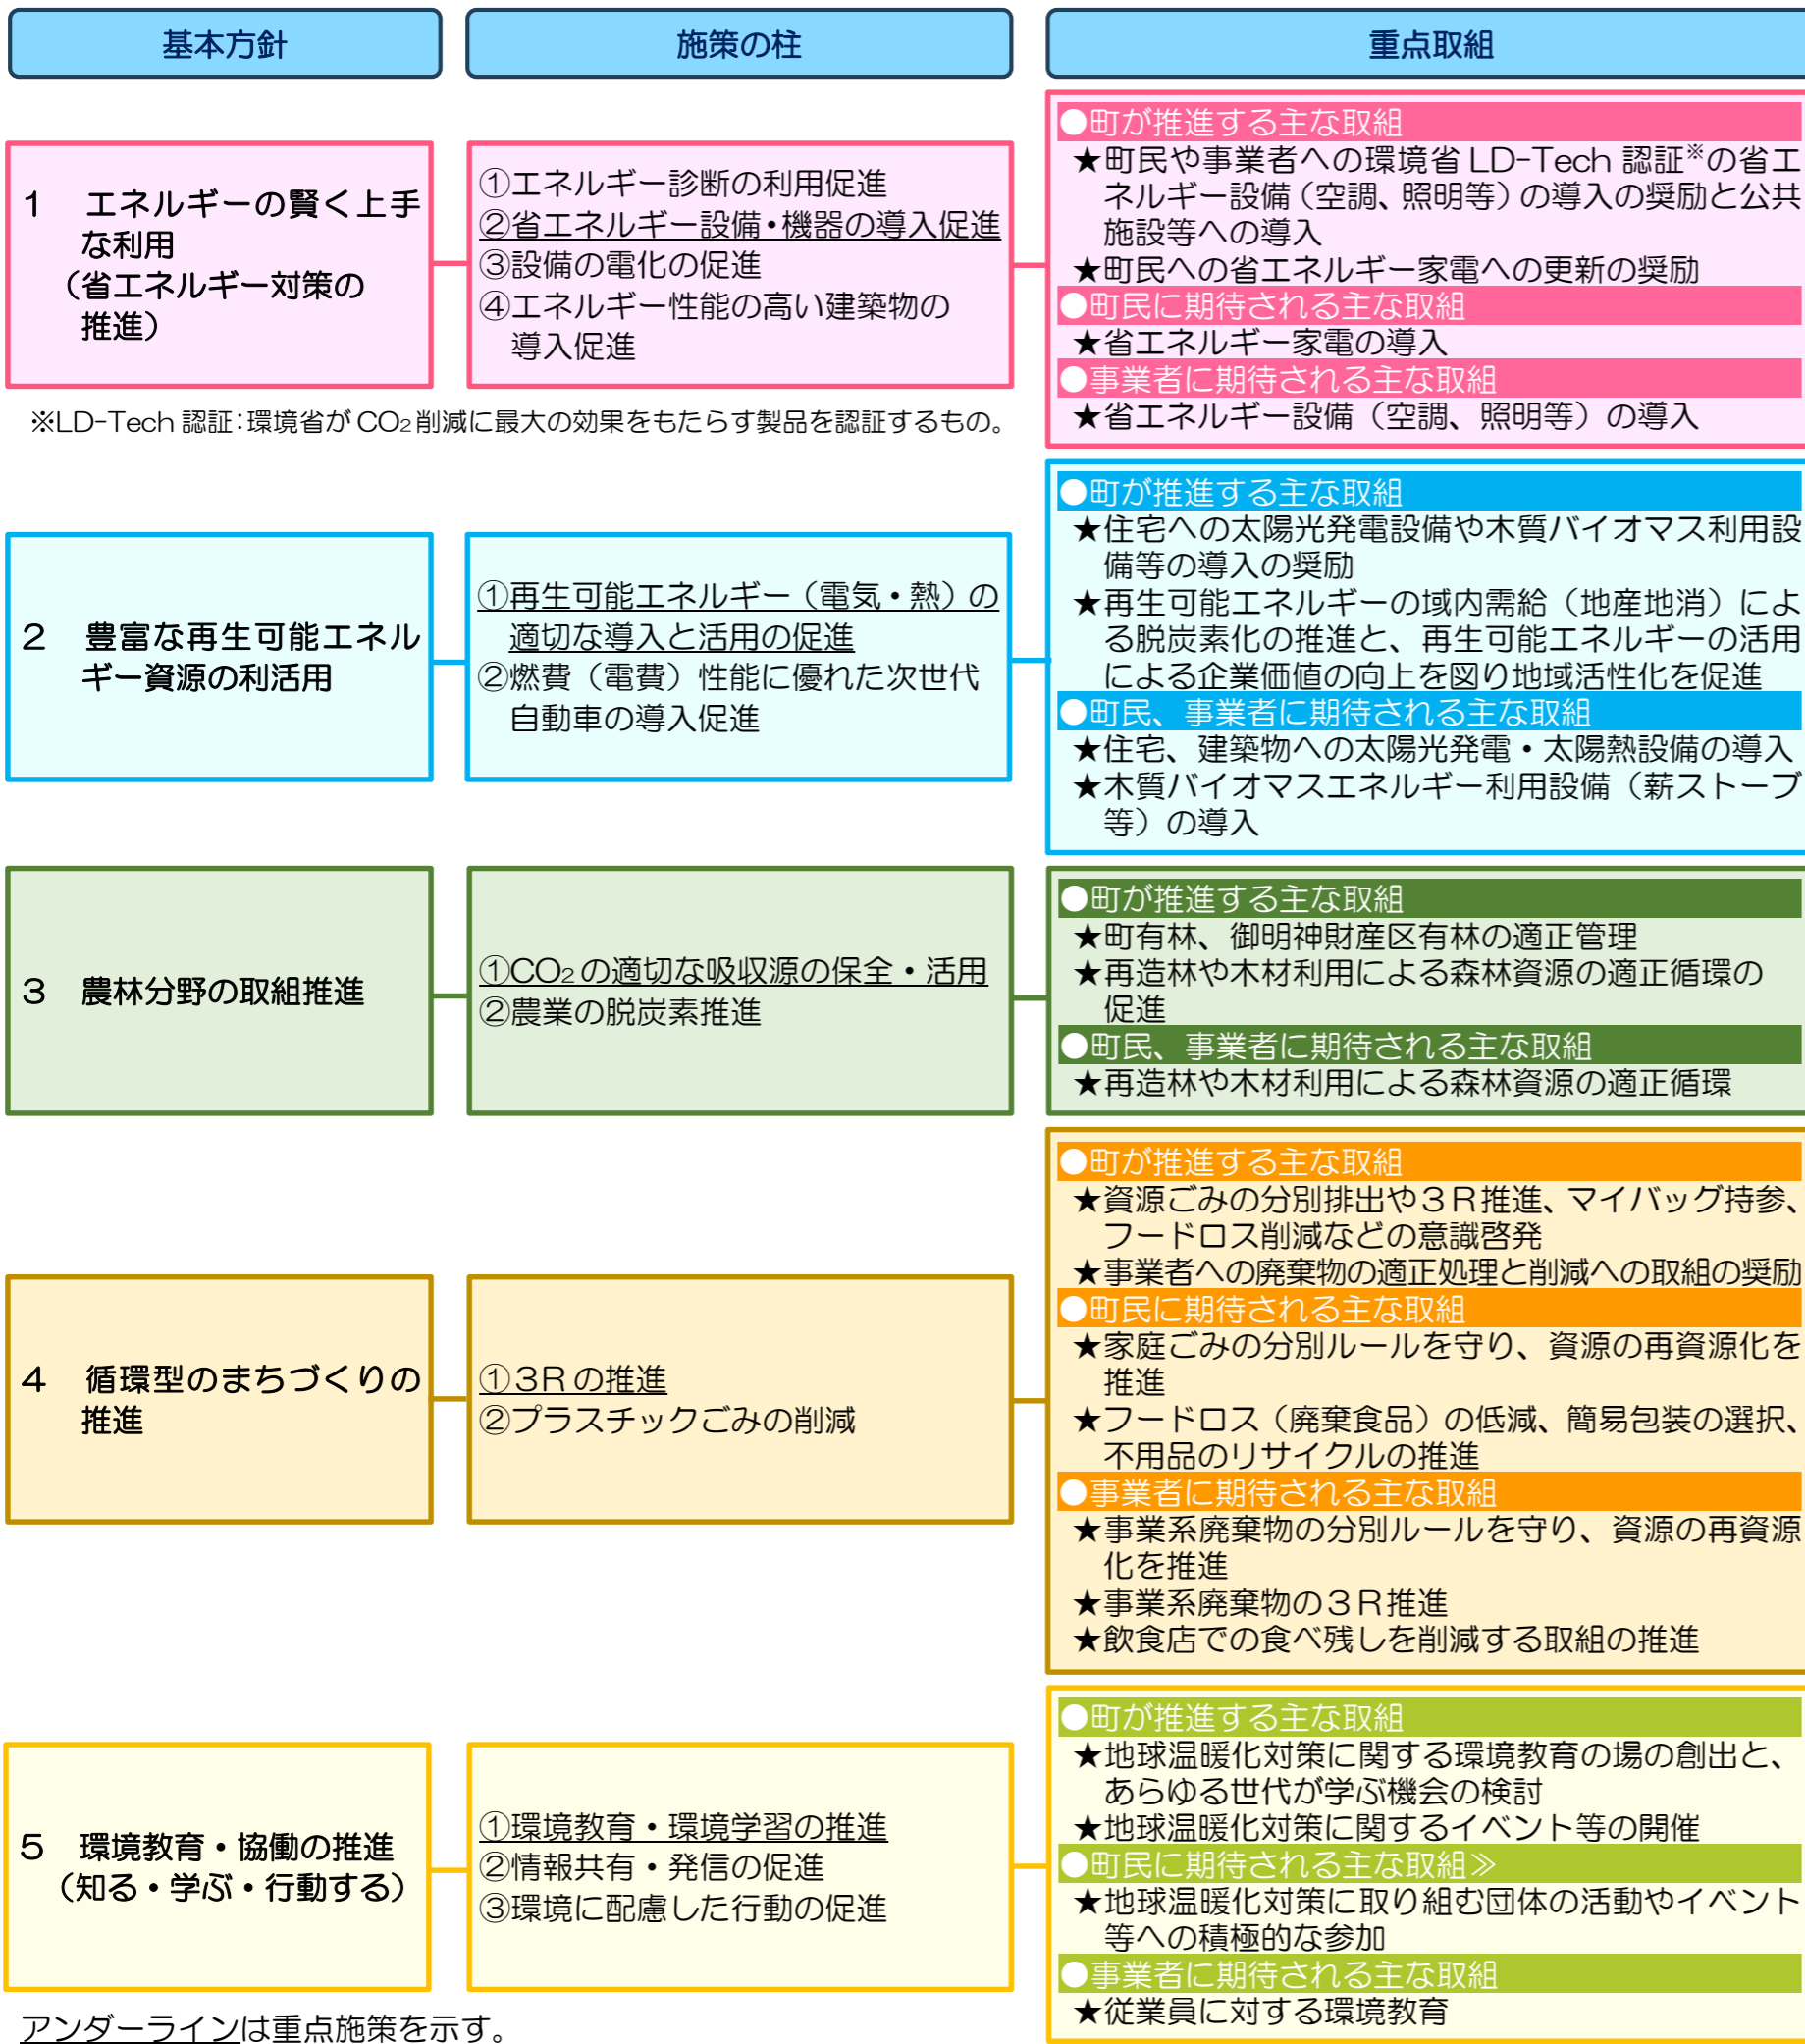 基本方針
施策の柱
重点取組
1 エネルギーの賢く上手
な利用
（省エネルギー対策の
推進）
①エネルギー診断の利用促進
②省エネルギー設備・機器の導入促進
③設備の電化の促進
④エネルギー性能の高い建築物の
導入促進
●町が推進する主な取組
★町民や事業者への環境省 LD-Tech 認証※の省エ
ネルギー設備（空調、照明等）の導入の奨励と公共
施設等への導入
★町民への省エネルギー家電への更新の奨励
●町民に期待される主な取組
★省エネルギー家電の導入
●事業者に期待される主な取組
★省エネルギー設備（空調、照明等）の導入
※LD-Tech 認証：環境省が CO₂ 削減に最大の効果をもたらす製品を認証するもの。
2 豊富な再生可能エネル
ギー資源の利活用
①再生可能エネルギー（電気・熱）の
適切な導入と活用の促進
②燃費（電費）性能に優れた次世代
自動車の導入促進
●町が推進する主な取組
★住宅への太陽光発電設備や木質バイオマス利用設
備等の導入の奨励
★再生可能エネルギーの域内需給（地産地消）によ
る脱炭素化の推進と、再生可能エネルギーの活用
による企業価値の向上を図り地域活性化を促進
●町民、事業者に期待される主な取組
★住宅、建築物への太陽光発電・太陽熱設備の導入
★木質バイオマスエネルギー利用設備（薪ストーブ
等）の導入
3 農林分野の取組推進
①CO₂ の適切な吸収源の保全・活用
②農業の脱炭素推進
●町が推進する主な取組
★町有林、御明神財産区有林の適正管理
★再造林や木材利用による森林資源の適正循環の
促進
●町民、事業者に期待される主な取組
★再造林や木材利用による森林資源の適正循環
4 循環型のまちづくりの
推進
①3R の推進
②プラスチックごみの削減
●町が推進する主な取組
★資源ごみの分別排出や３Ｒ推進、マイバッグ持参、
フードロス削減などの意識啓発
★事業者への廃棄物の適正処理と削減への取組の奨励
●町民に期待される主な取組
★家庭ごみの分別ルールを守り、資源の再資源化を
推進
★フードロス（廃棄食品）の低減、簡易包装の選択、
不用品のリサイクルの推進
●事業者に期待される主な取組
★事業系廃棄物の分別ルールを守り、資源の再資源
化を推進
★事業系廃棄物の３Ｒ推進
★飲食店での食べ残しを削減する取組の推進
5 環境教育・協働の推進
（知る・学ぶ・行動する）
①環境教育・環境学習の推進
②情報共有・発信の促進
③環境に配慮した行動の促進
●町が推進する主な取組
★地球温暖化対策に関する環境教育の場の創出と、
あらゆる世代が学ぶ機会の検討
★地球温暖化対策に関するイベント等の開催
●町民に期待される主な取組≫
★地球温暖化対策に取り組む団体の活動やイベント
等への積極的な参加
●事業者に期待される主な取組
★従業員に対する環境教育
アンダーラインは重点施策を示す。